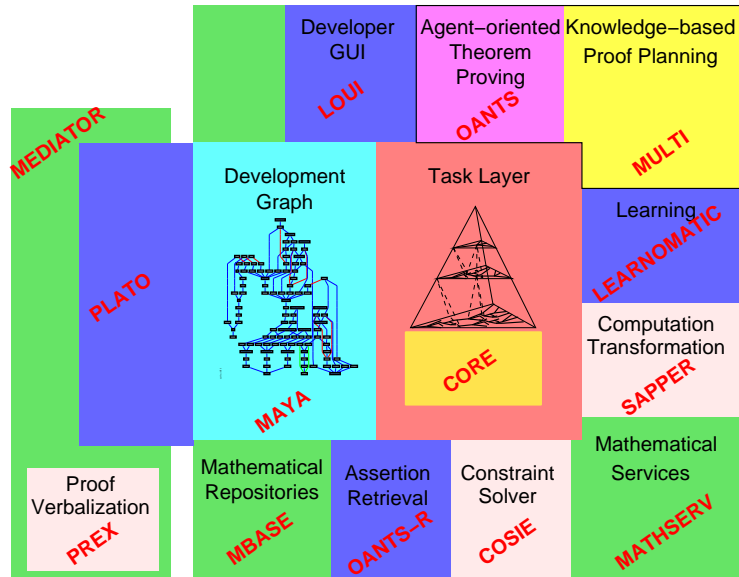 Developer
GUI
LOUI
Agent−oriented
Theorem
Proving
OANTS
Knowledge−based
Proof Planning
MULTI
MEDIATOR
PLATO
Development
Graph
MAYA
Task Layer
CORE
Learning
LEARNOMATIC
Computation
Transformation
SAPPER
Proof
Verbalization
PREX
Mathematical
Repositories
MBASE
Assertion
Retrieval
OANTS−R
Constraint
Solver
COSIE
Mathematical
Services
MATHSERV